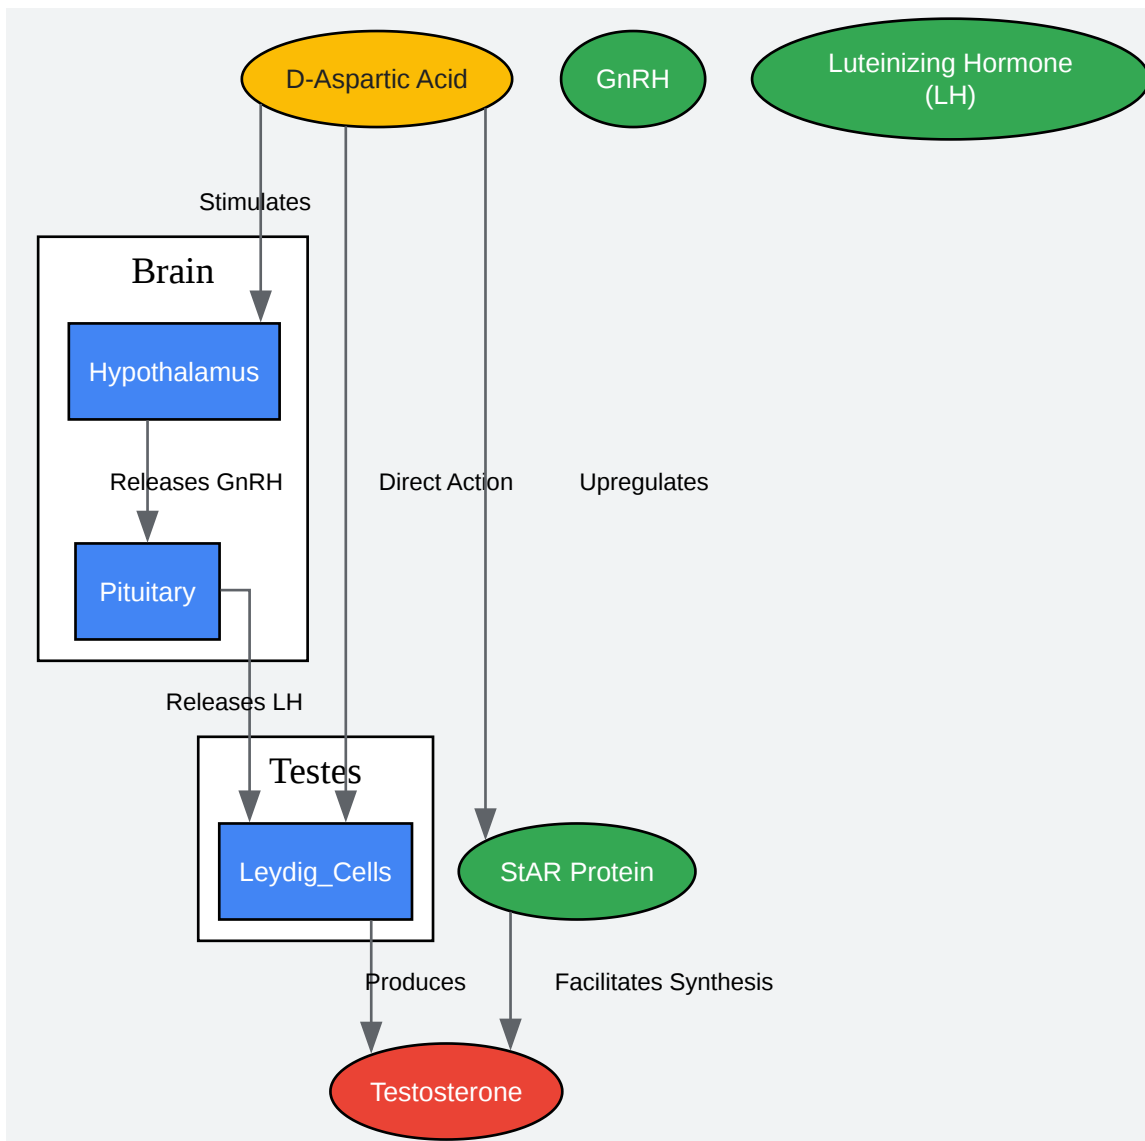 D-Aspartic Acid
GnRH
Luteinizing Hormone
(LH)
Stimulates
Brain
Hypothalamus
Releases GnRH
Direct Action
Upregulates
Pituitary
Releases LH
Testes
Leydig_Cells
StAR Protein
Produces
Facilitates Synthesis
Testosterone